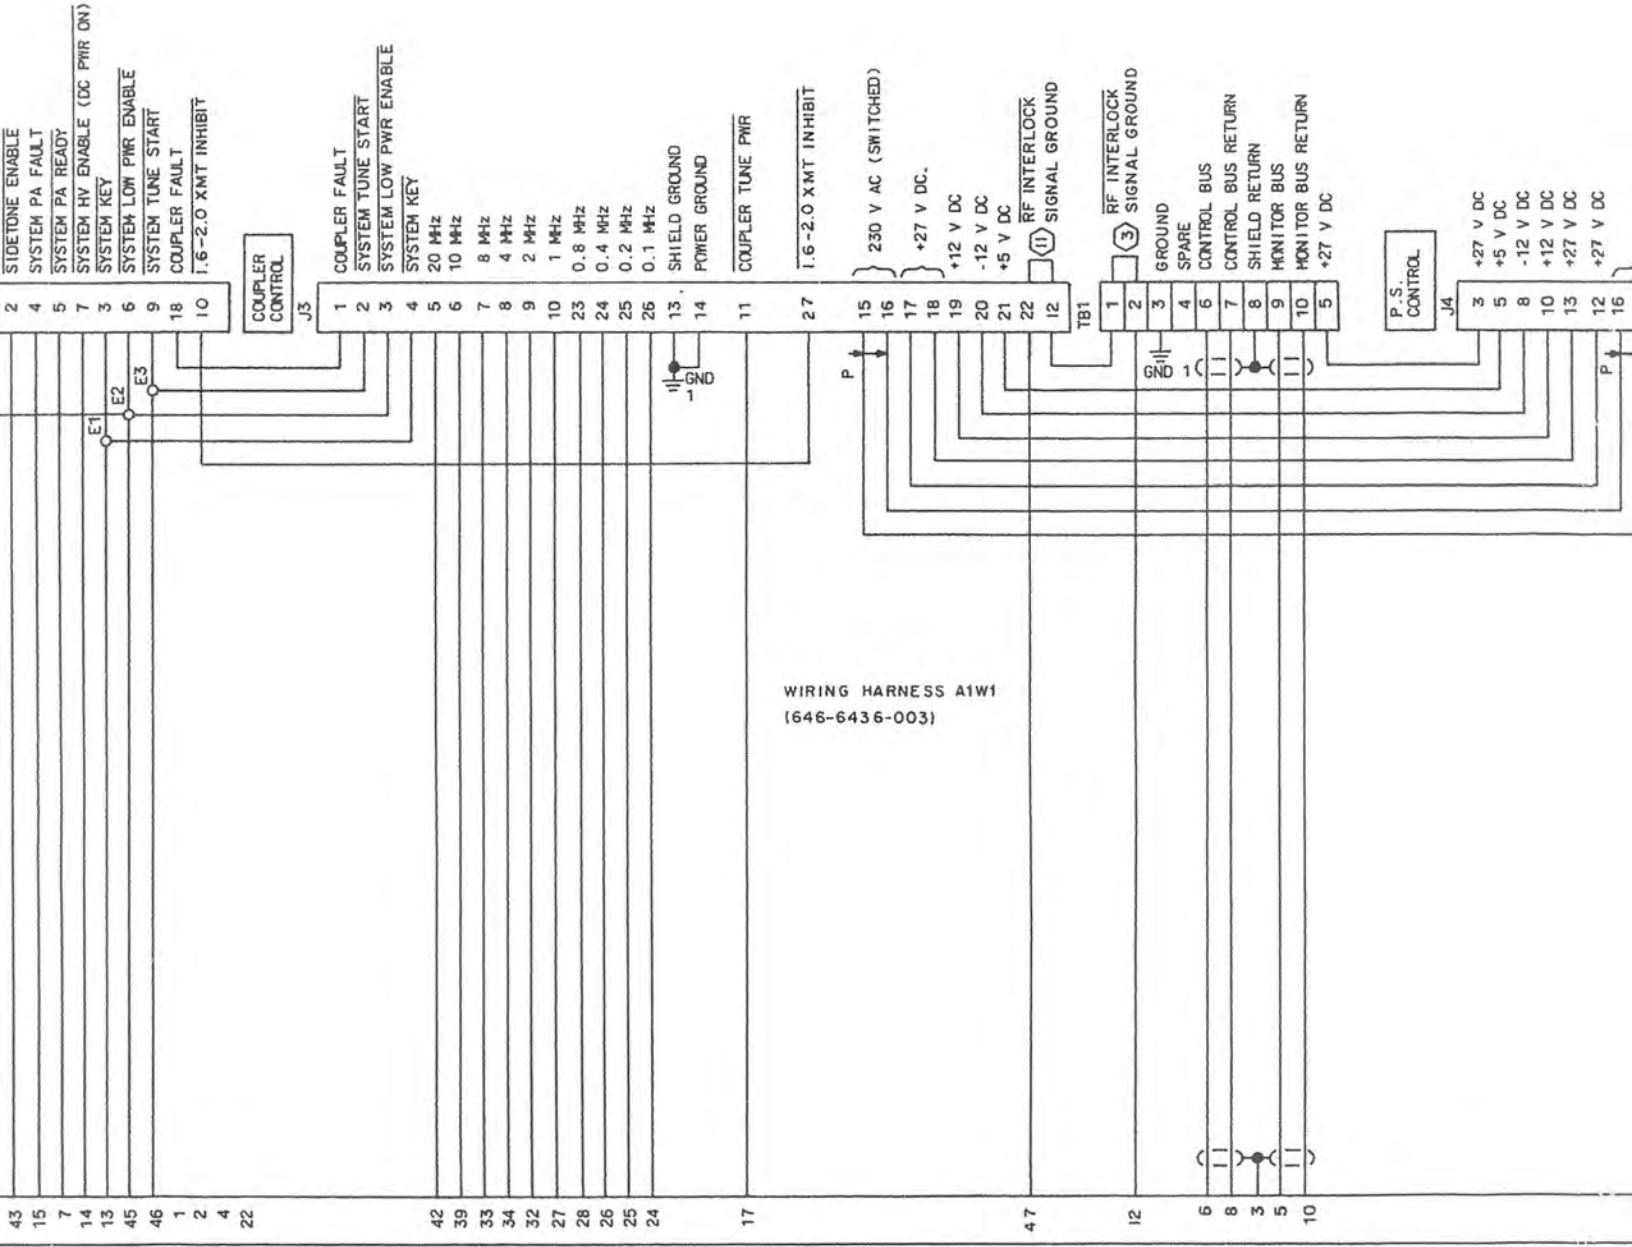 SIDETONE ENABLE
SYSTEM PA FAULT
SYSTEM PA READY
SYSTEM HV ENABLE (DC PWR ON)
SYSTEM KEY
SYSTEM LOW PWR ENABLE
SYSTEM TUNE START
COUPLER FAULT
1.6-2.0 XMT INHIBIT
2
4
5
7
3
6
9
18
10
E1
E2
E3
COUPLER
CONTROL
J3
COUPLER FAULT
SYSTEM TUNE START
SYSTEM LOW PWR ENABLE
SYSTEM KEY
20 MHz
10 MHz
8 MHz
4 MHz
2 MHz
1 MHz
0.8 MHz
0.4 MHz
0.2 MHz
0.1 MHz
SHIELD GROUND
POWER GROUND
COUPLER TUNE PWR
1.6-2.0 XMT INHIBIT
230 V AC (SWITCHED)
+27 V DC.
+12 V DC
-12 V DC
+5 V DC
RF INTERLOCK
11 SIGNAL GROUND
1
2
3
4
5
6
7
8
9
10
23
24
25
26
13
14
11
27
15
16
17
18
19
20
21
22
12
GND
1
P
TB1
RF INTERLOCK
3 SIGNAL GROUND
GROUND
SPARE
CONTROL BUS
CONTROL BUS RETURN
SHIELD RETURN
MONITOR BUS
MONITOR BUS RETURN
+27 V DC
1
2
3
4
6
7
8
9
10
5
GND 1
P.S.
CONTROL
J4
+27 V DC
+5 V DC
-12 V DC
+12 V DC
+27 V DC
+27 V DC
3
5
8
10
13
12
16
P
WIRING HARNESS A1W1
(646-6436-003)
43
15
7
14
13
45
46
1
2
4
22
42
39
33
34
32
27
28
26
25
24
17
47
12
6
8
3
5
10